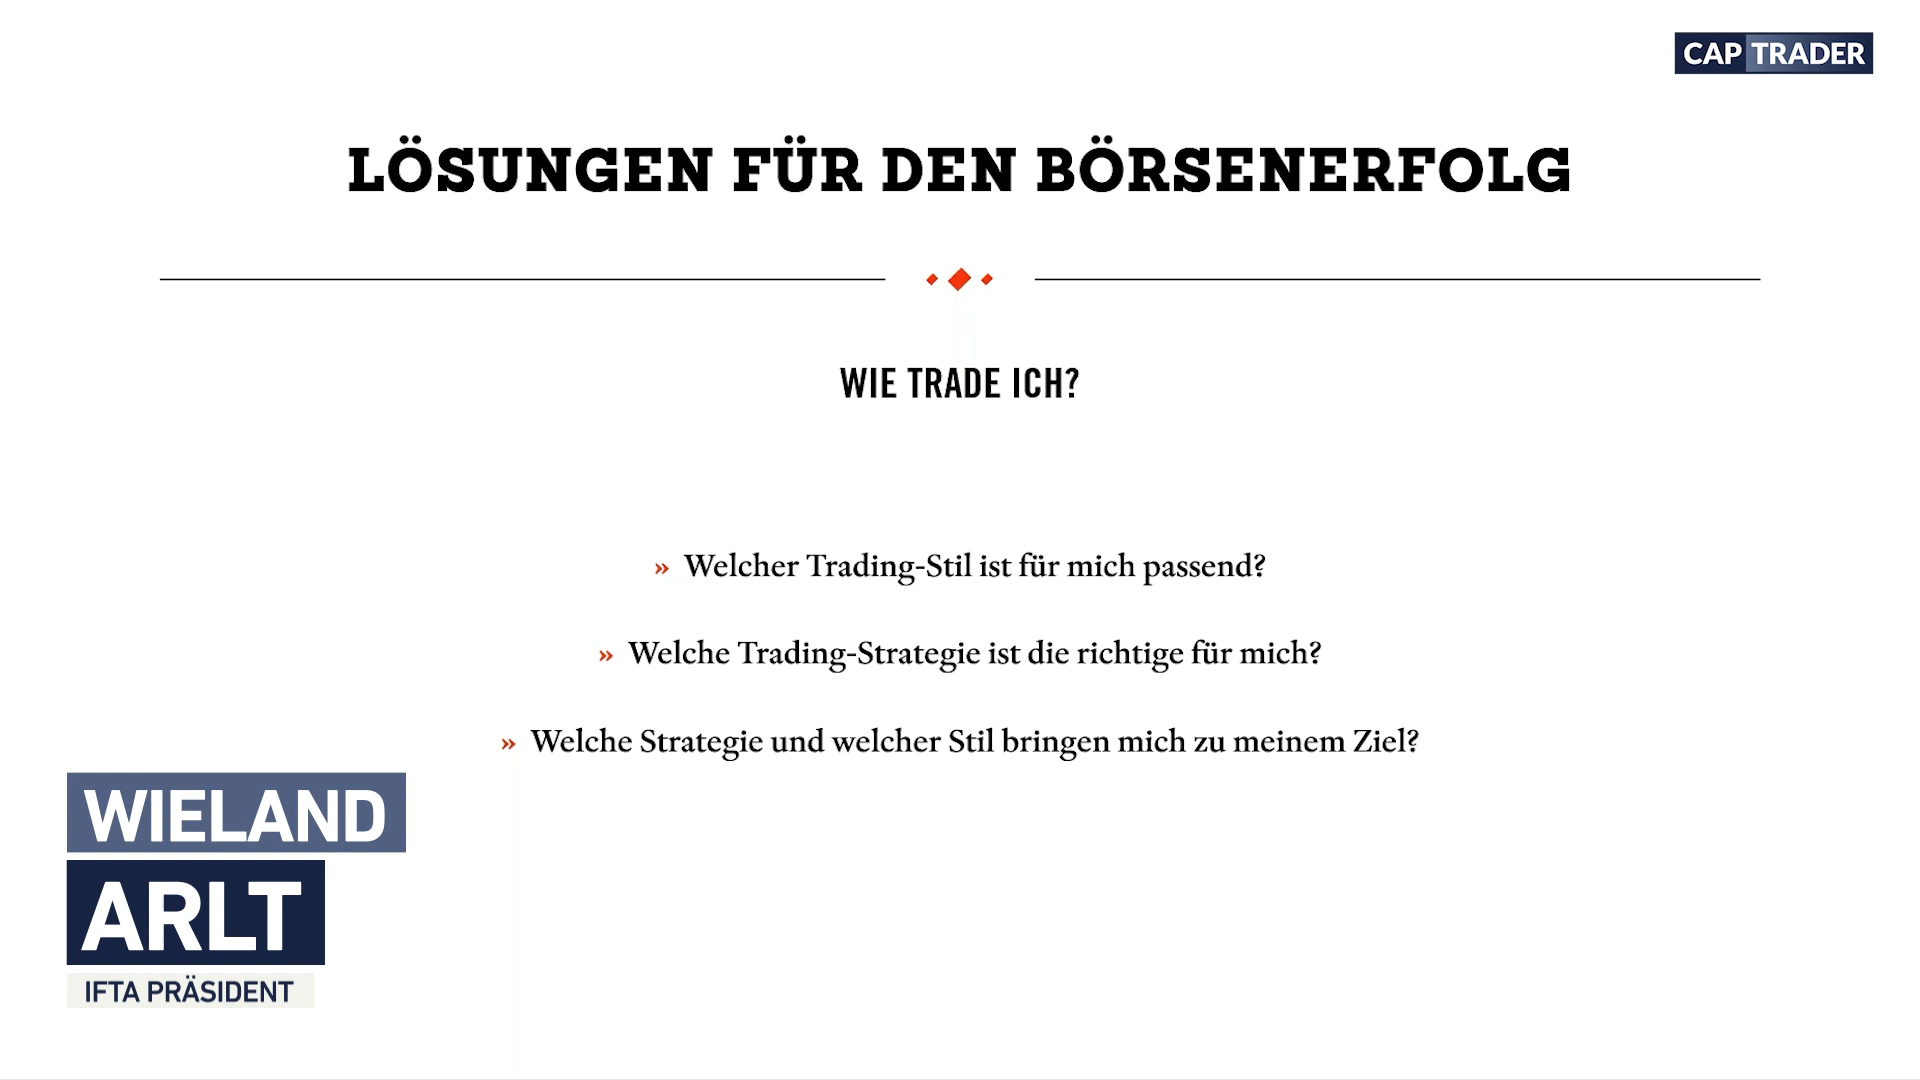 CAP TRADER
LÖSUNGEN FÜR DEN BÖRSENERFOLG
WIE TRADE ICH?
» Welcher Trading-Stil ist für mich passend?
» Welche Trading-Strategie ist die richtige für mich?
» Welche Strategie und welcher Stil bringen mich zu meinem Ziel?
WIELAND
ARLT
IFTA PRÄSIDENT